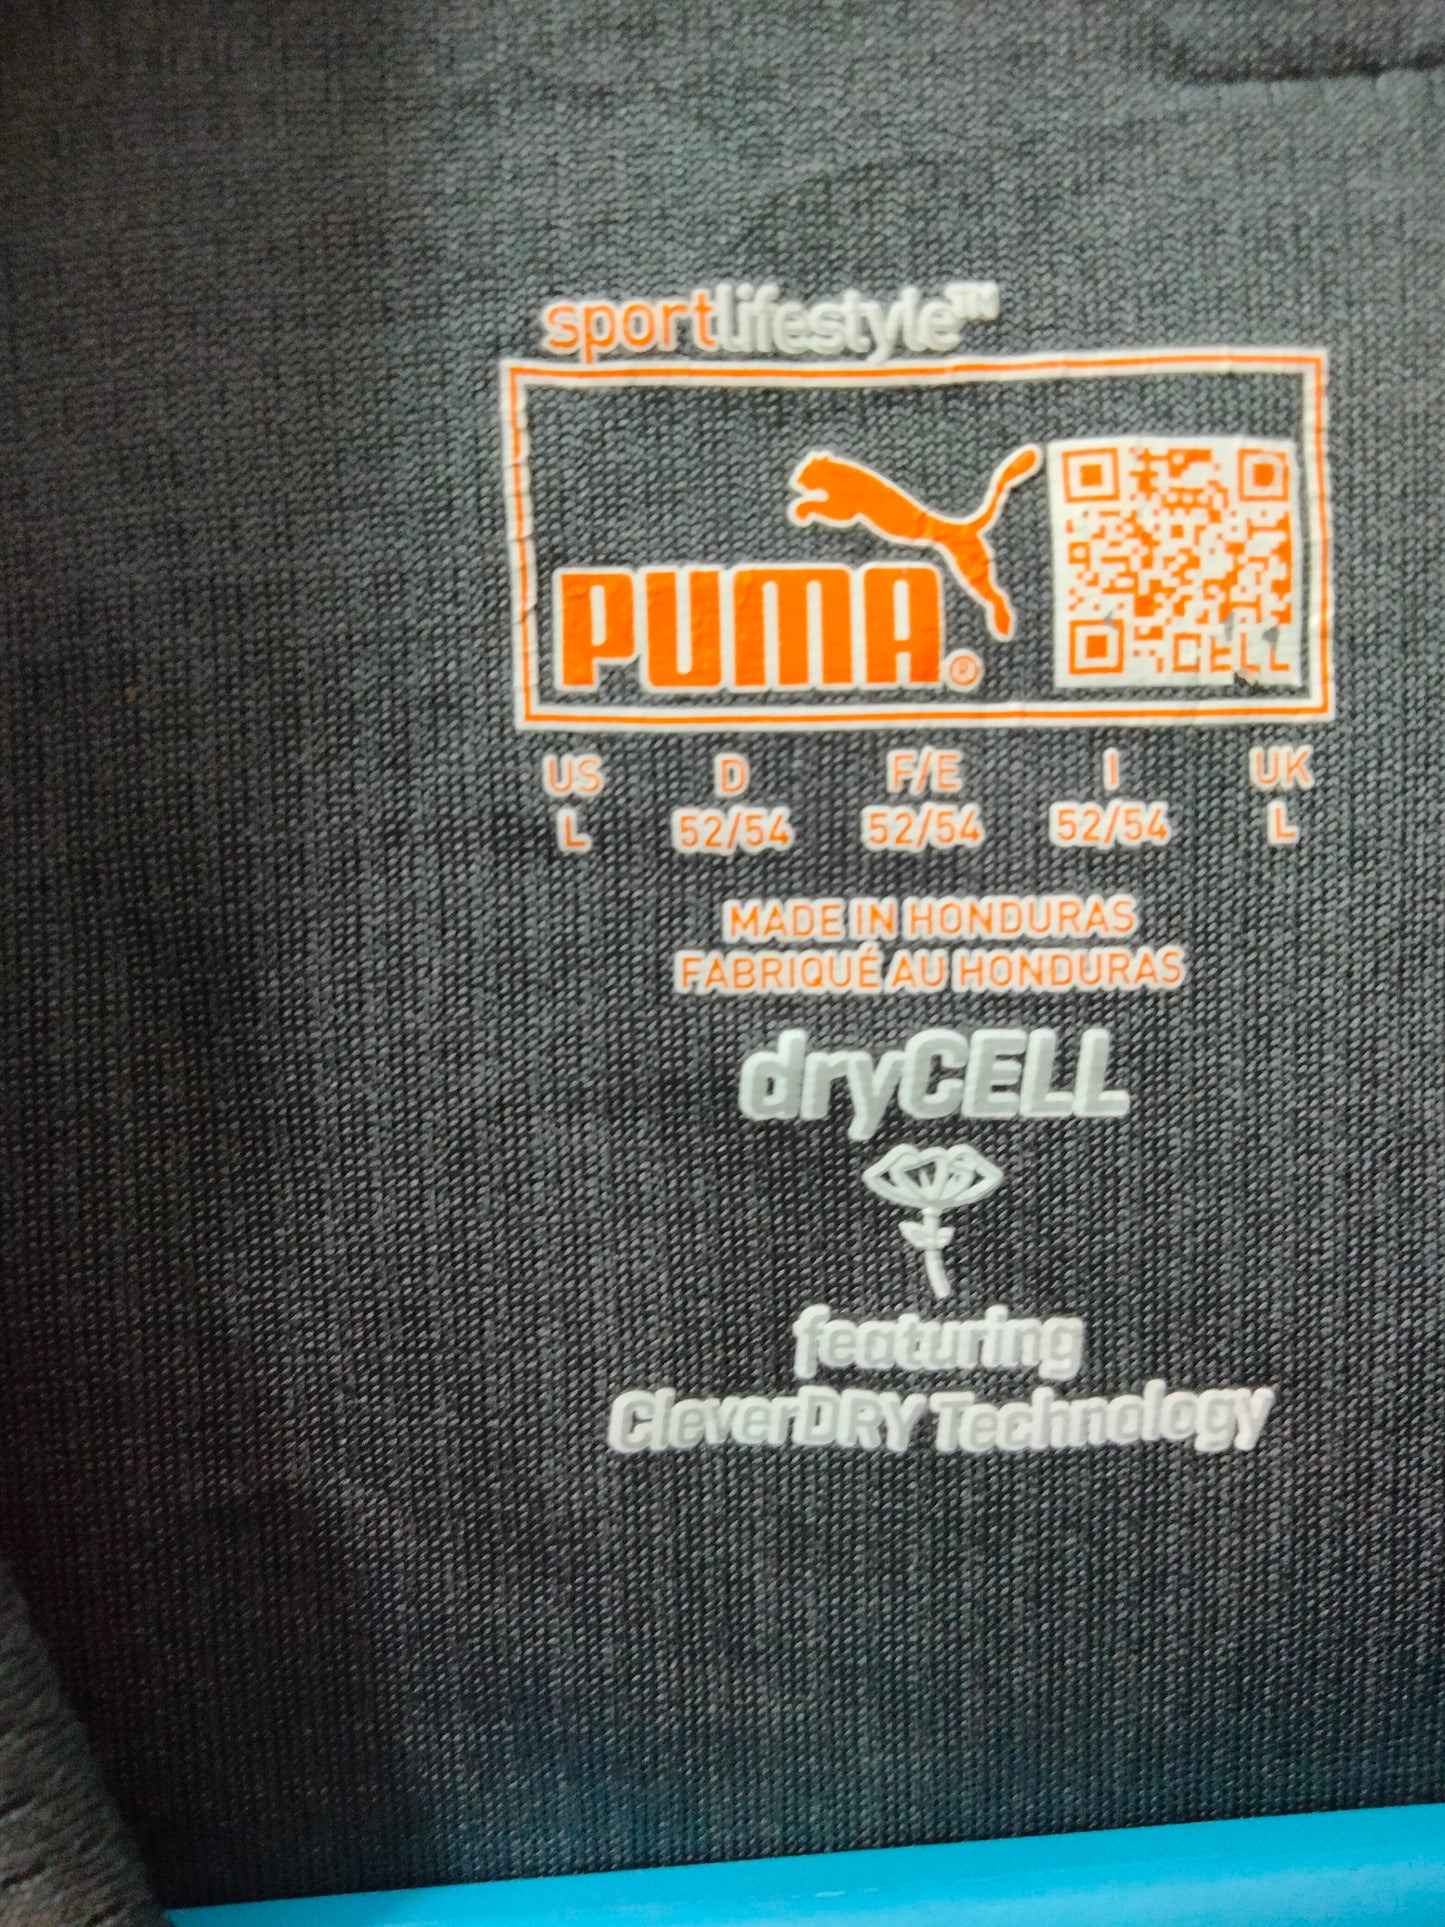 sportlifestyle™
PUMA®
CELL
US D F/E I UK
L 52/54 52/54 52/54 L
MADE IN HONDURAS
FABRIQUÉ AU HONDURAS
dryCELL
featuring
CleverDRY Technology